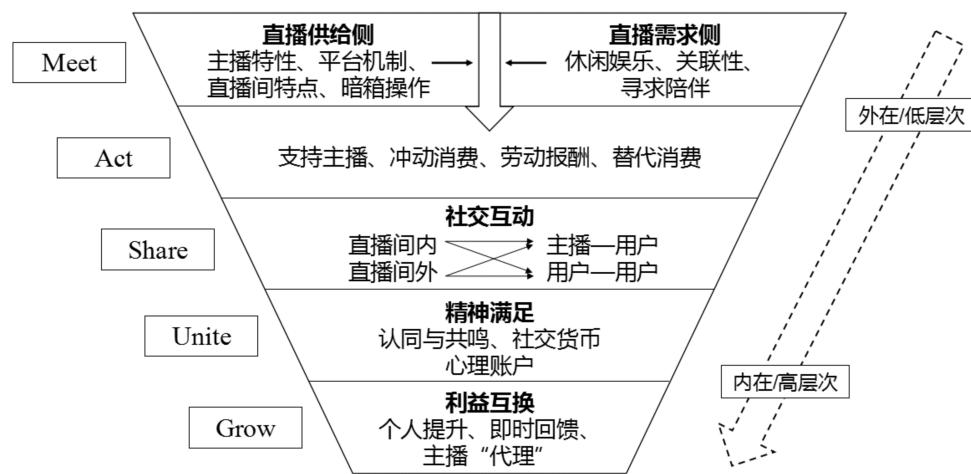 Meet
直播供给侧
主播特性、平台机制、
直播间特点、暗箱操作
直播需求侧
休闲娱乐、关联性、
寻求陪伴
外在/低层次
Act
支持主播、冲动消费、劳动报酬、替代消费
Share
社交互动
直播间内 主播—用户
直播间外 用户—用户
Unite
精神满足
认同与共鸣、社交货币
心理账户
内在/高层次
Grow
利益互换
个人提升、即时回馈、
主播“代理”